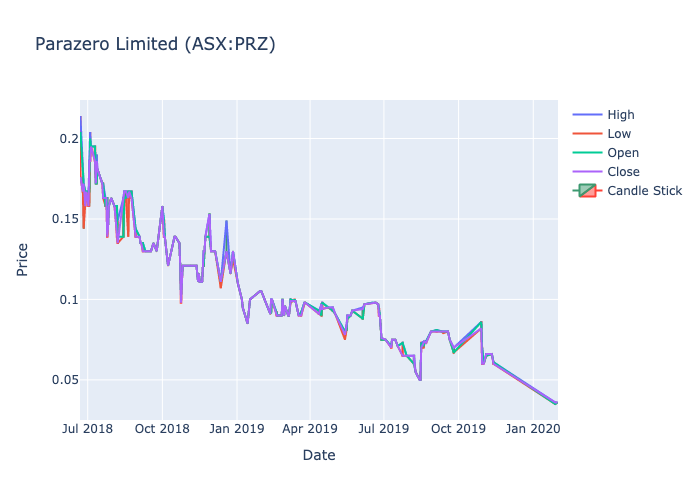 Parazero Limited (ASX:PRZ)
High
Low
Open
Close
Candle Stick
Price
0.2
0.15
0.1
0.05
Jul 2018 Oct 2018 Jan 2019 Apr 2019 Jul 2019 Oct 2019 Jan 2020
Date